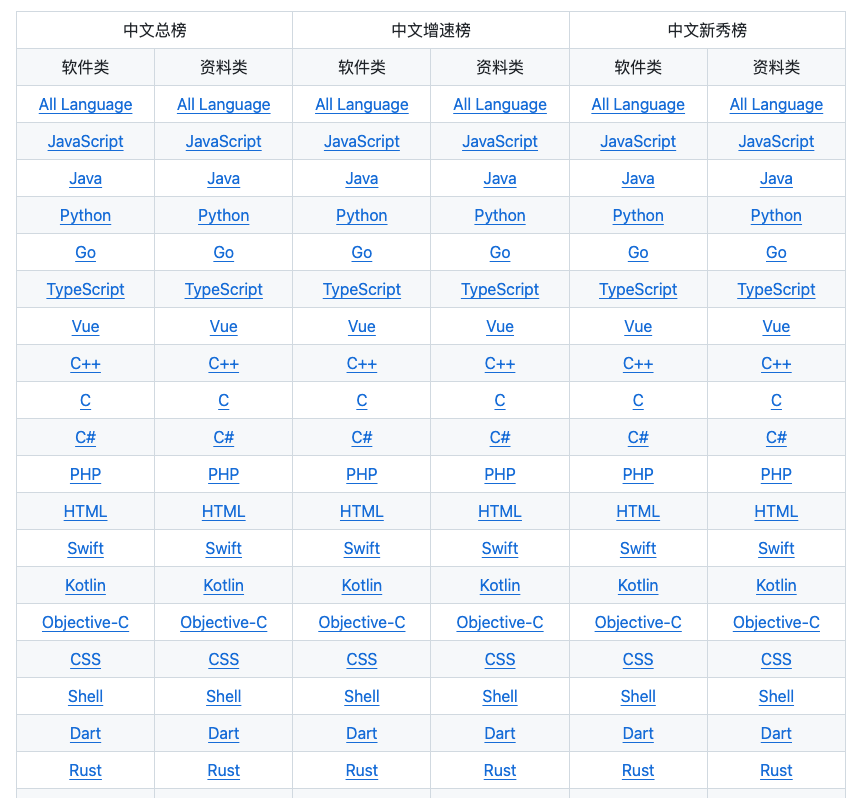 中文总榜 中文增速榜 中文新秀榜
软件类 资料类 软件类 资料类 软件类 资料类
All Language All Language All Language All Language All Language All Language
JavaScript JavaScript JavaScript JavaScript JavaScript JavaScript
Java Java Java Java Java Java
Python Python Python Python Python Python
Go Go Go Go Go Go
TypeScript TypeScript TypeScript TypeScript TypeScript TypeScript
Vue Vue Vue Vue Vue Vue
C++ C++ C++ C++ C++ C++
C C C C C C
C# C# C# C# C# C#
PHP PHP PHP PHP PHP PHP
HTML HTML HTML HTML HTML HTML
Swift Swift Swift Swift Swift Swift
Kotlin Kotlin Kotlin Kotlin Kotlin Kotlin
Objective-C Objective-C Objective-C Objective-C Objective-C Objective-C
CSS CSS CSS CSS CSS CSS
Shell Shell Shell Shell Shell Shell
Dart Dart Dart Dart Dart Dart
Rust Rust Rust Rust Rust Rust